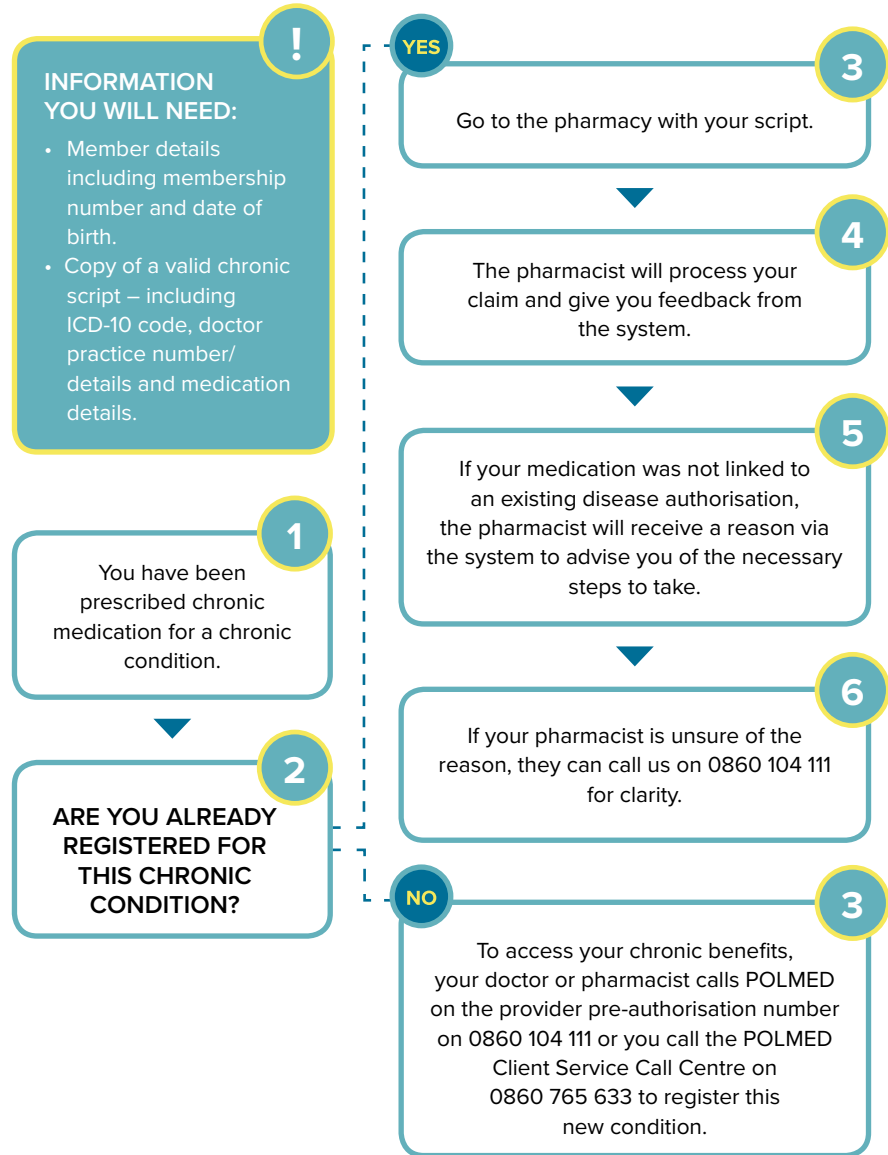 !
INFORMATION
YOU WILL NEED:
• Member details
including membership
number and date of
birth.
• Copy of a valid chronic
script – including
ICD-10 code, doctor
practice number/
details and medication
details.
1
You have been
prescribed chronic
medication for a chronic
condition.
2
ARE YOU ALREADY
REGISTERED FOR
THIS CHRONIC
CONDITION?
YES
3
Go to the pharmacy with your script.
4
The pharmacist will process your
claim and give you feedback from
the system.
5
If your medication was not linked to
an existing disease authorisation,
the pharmacist will receive a reason via
the system to advise you of the necessary
steps to take.
6
If your pharmacist is unsure of the
reason, they can call us on 0860 104 111
for clarity.
NO
3
To access your chronic benefits,
your doctor or pharmacist calls POLMED
on the provider pre-authorisation number
on 0860 104 111 or you call the POLMED
Client Service Call Centre on
0860 765 633 to register this
new condition.